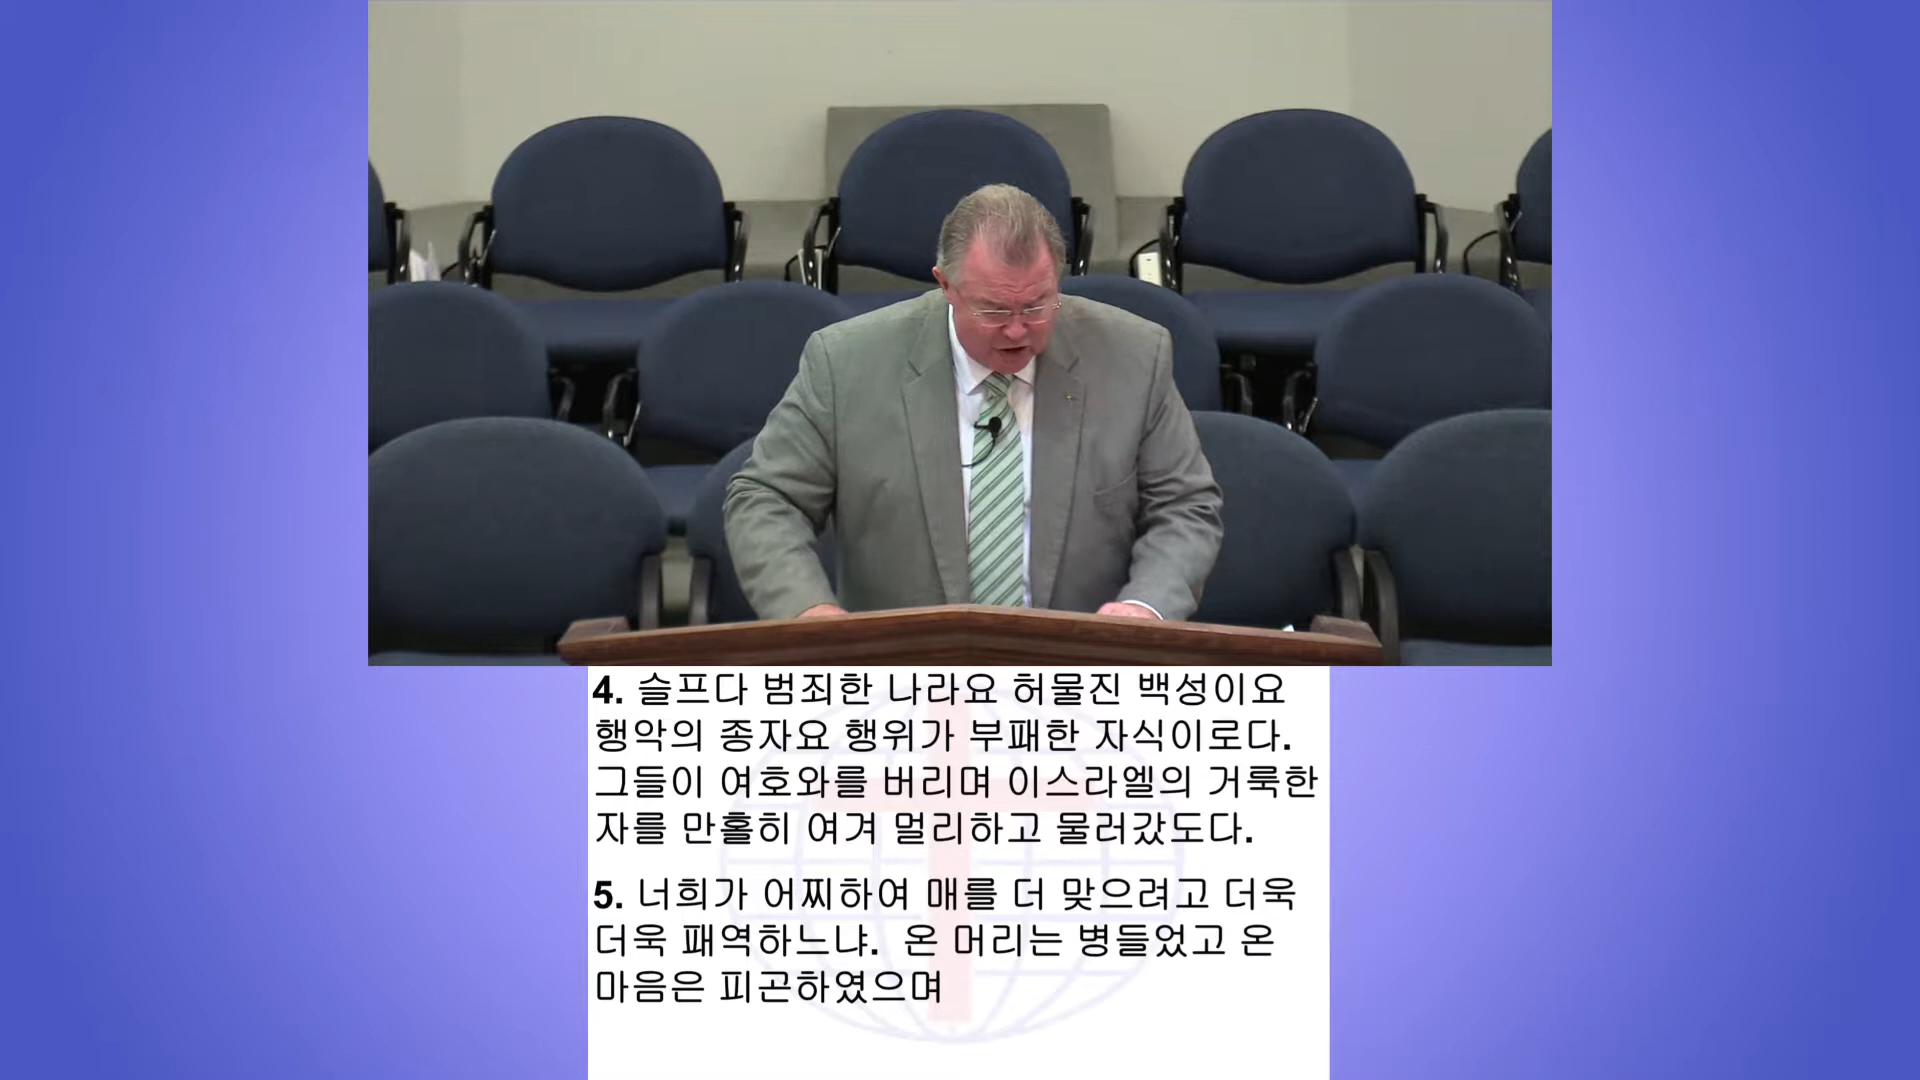 4. 슬프다 범죄한 나라요 허물진 백성이요
행악의 종자요 행위가 부패한 자식이로다.
그들이 여호와를 버리며 이스라엘의 거룩한
자를 만홀히 여겨 멀리하고 물러갔도다.
5. 너희가 어찌하여 매를 더 맞으려고 더욱
더욱 패역하느냐. 온 머리는 병들었고 온
마음은 피곤하였으며